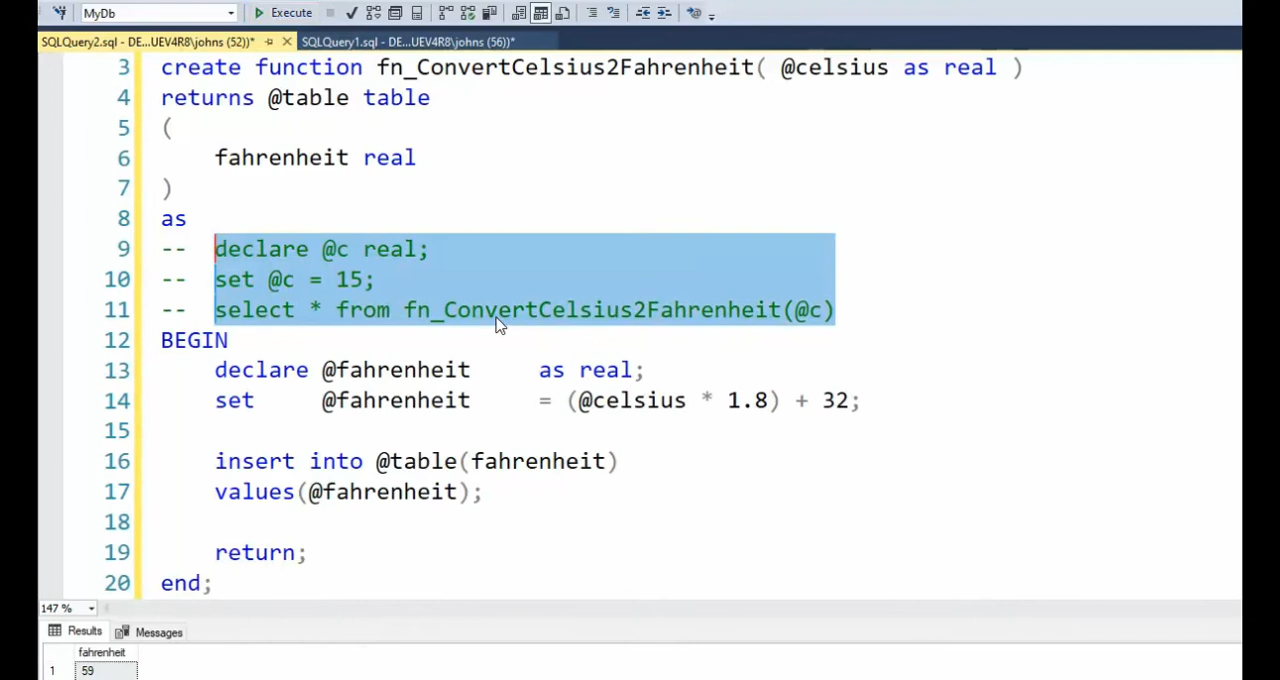 MyDb Execute
SQLQuery2.sql - DE...UEV4R8\johns (52))* SQLQuery1.sql - DE...UEV4R8\johns (56))*
3 create function fn_ConvertCelsius2Fahrenheit( @celsius as real )
4 returns @table table
5 (
6 fahrenheit real
7 )
8 as
9 -- declare @c real;
10 -- set @c = 15;
11 -- select * from fn_ConvertCelsius2Fahrenheit(@c)
12 BEGIN
13 declare @fahrenheit as real;
14 set @fahrenheit = (@celsius * 1.8) + 32;
15
16 insert into @table(fahrenheit)
17 values(@fahrenheit);
18
19 return;
20 end;
147 %
Results Messages
fahrenheit
1 59